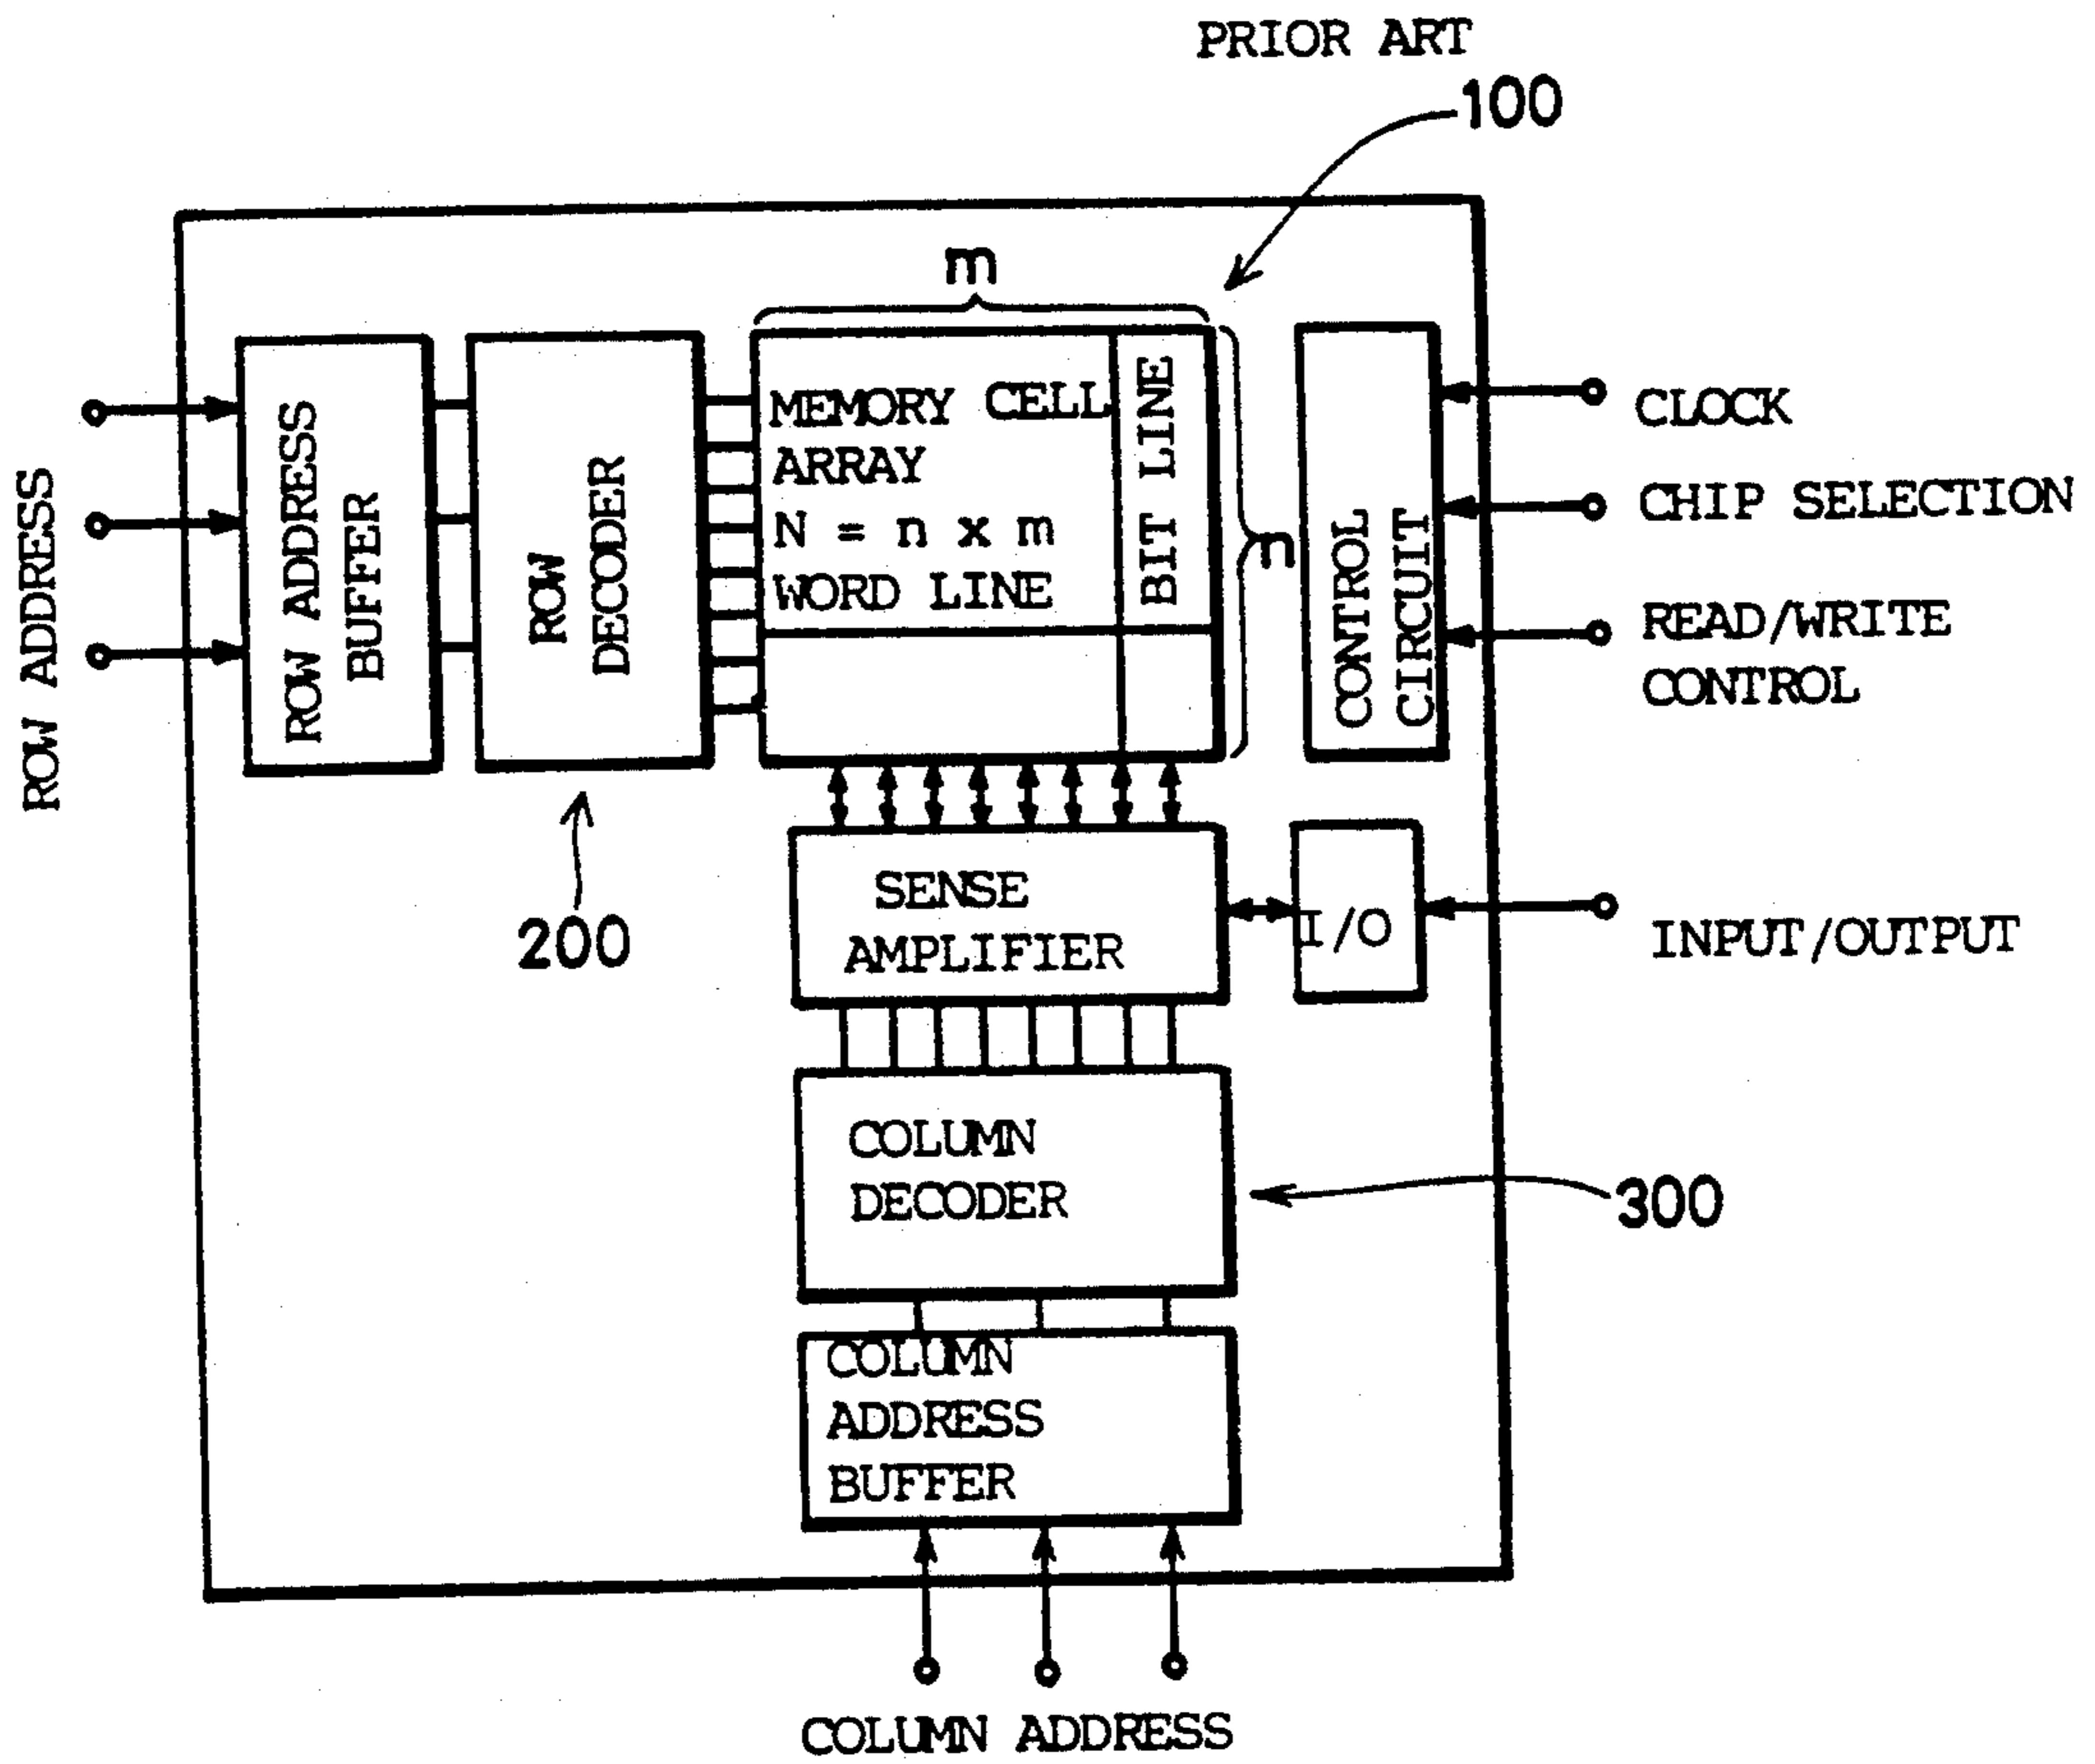 PRIOR ART
100
m
MEMORY CELL
ARRAY
N = n x m
WORD LINE
BIT LINE
n
ROW ADDRESS
ROW ADDRESS
BUFFER
ROW
DECODER
200
CONTROL
CIRCUIT
CLOCK
CHIP SELECTION
READ/WRITE
CONTROL
SENSE
AMPLIFIER
I/O
INPUT/OUTPUT
COLUMN
DECODER
300
COLUMN
ADDRESS
BUFFER
COLUMN ADDRESS